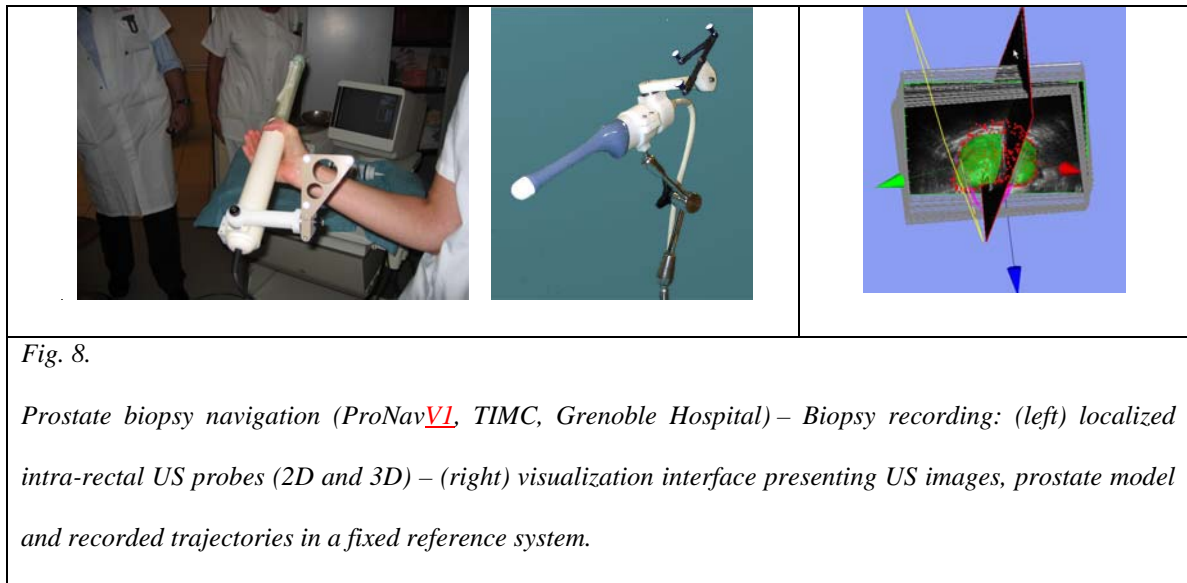 Fig. 8.
Prostate biopsy navigation (ProNavV1, TIMC, Grenoble Hospital) – Biopsy recording: (left) localized
intra-rectal US probes (2D and 3D) – (right) visualization interface presenting US images, prostate model
and recorded trajectories in a fixed reference system.